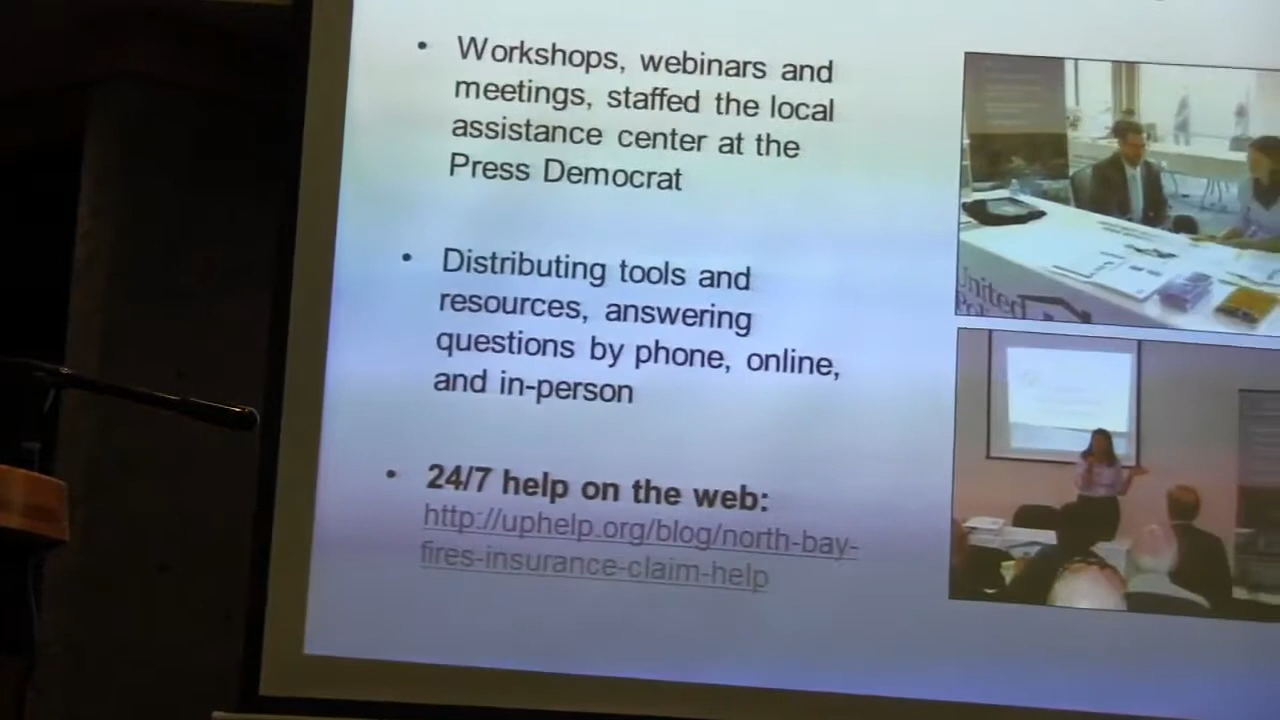 • Workshops, webinars and
meetings, staffed the local
assistance center at the
Press Democrat
• Distributing tools and
resources, answering
questions by phone, online,
and in-person
• 24/7 help on the web:
http://uphelp.org/blog/north-bay-
fires-insurance-claim-help
United